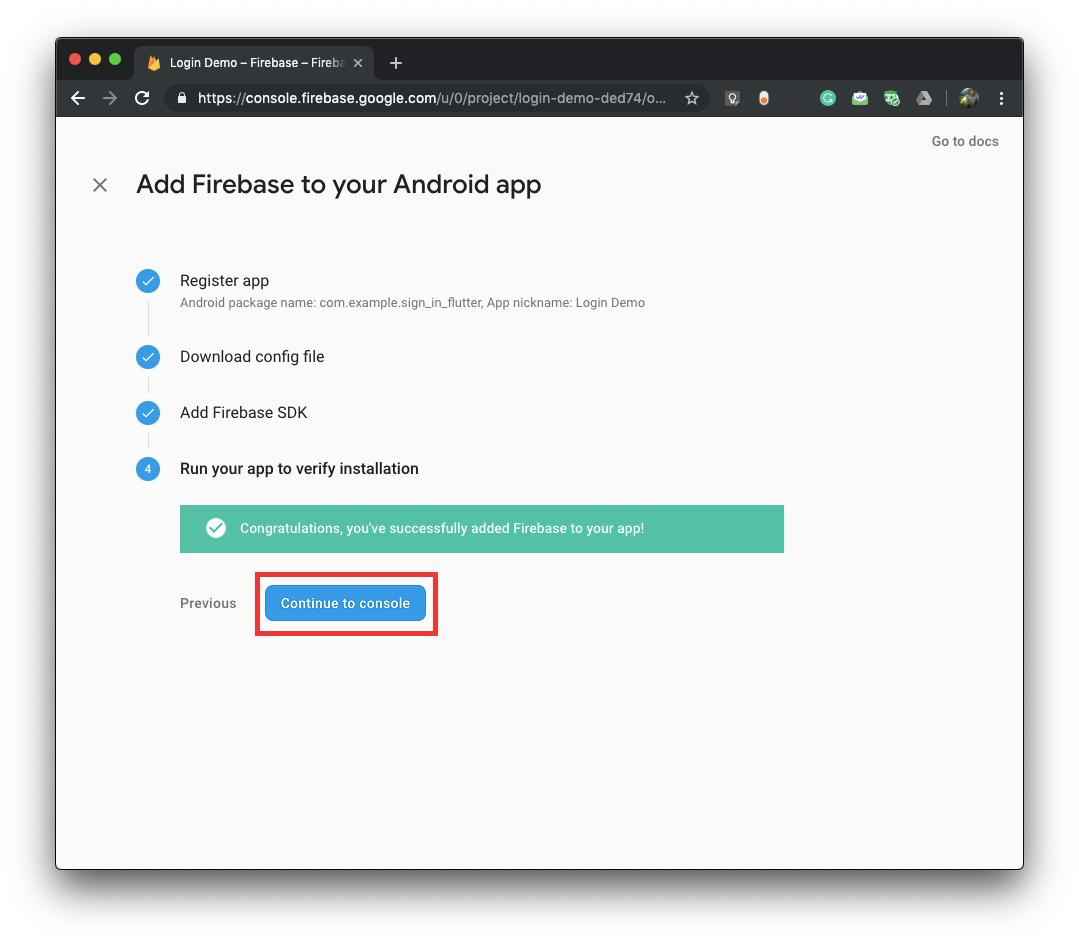 Login Demo – Firebase – Fireba
https://console.firebase.google.com/u/0/project/login-demo-ded74/o...
Go to docs
Add Firebase to your Android app
Register app
Android package name: com.example.sign_in_flutter, App nickname: Login Demo
Download config file
Add Firebase SDK
4 Run your app to verify installation
Congratulations, you've successfully added Firebase to your app!
Previous Continue to console